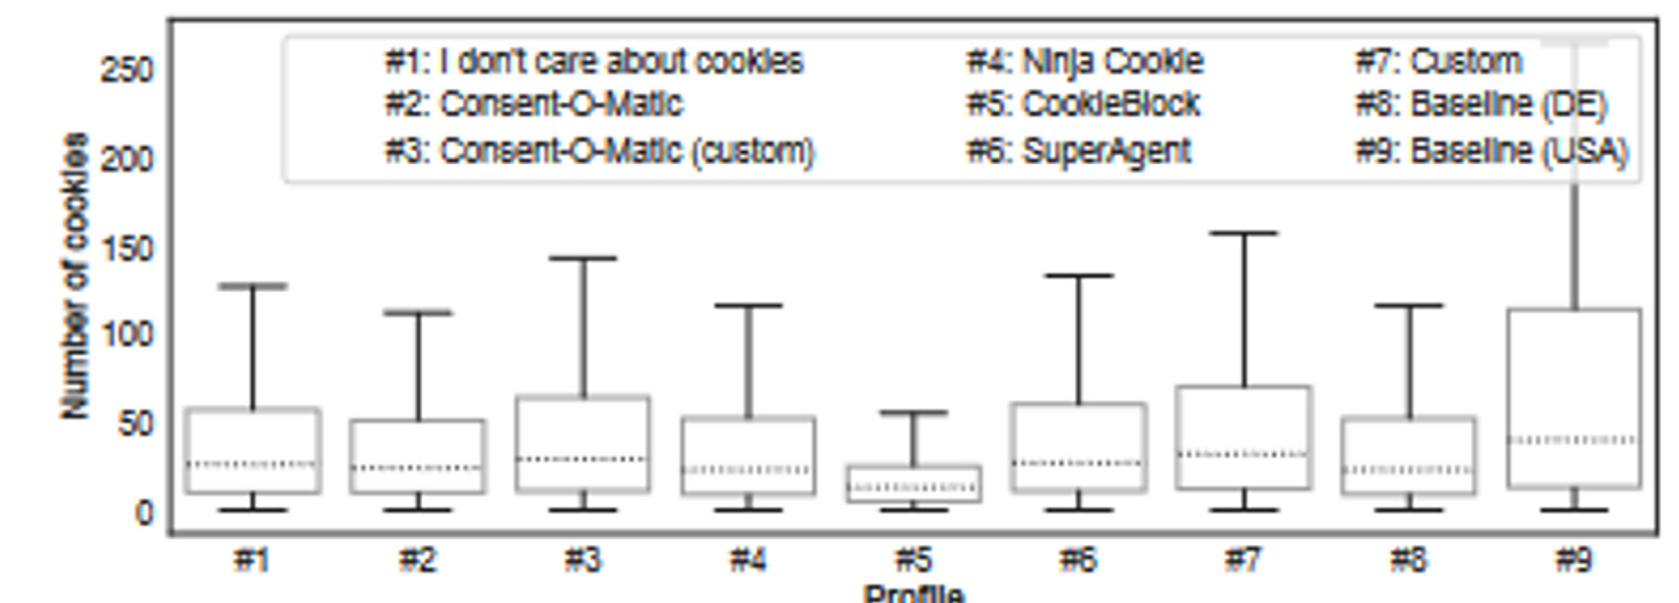 Number of cookies
250
200
150
100
50
0
#1: I don't care about cookies
#2: Consent-O-Matic
#3: Consent-O-Matic (custom)
#4: Ninja Cookie
#5: CookieBlock
#6: SuperAgent
#7: Custom
#8: Baseline (DE)
#9: Baseline (USA)
#1 #2 #3 #4 #5 #6 #7 #8 #9
Profile